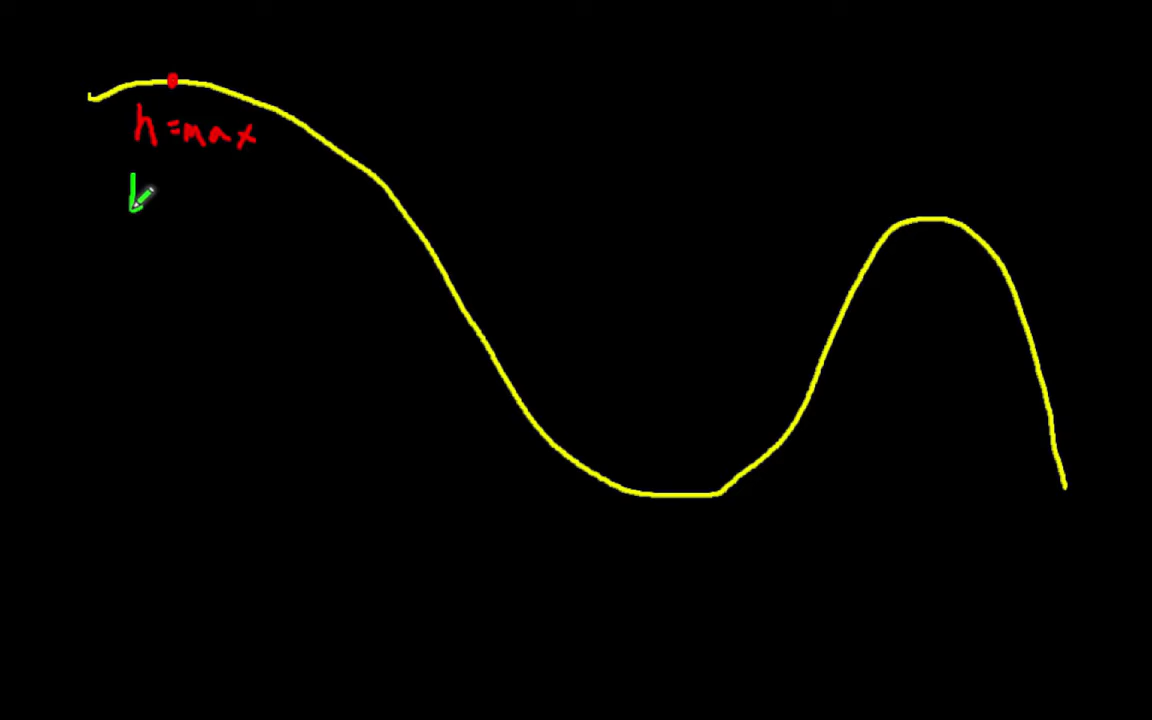 h = max